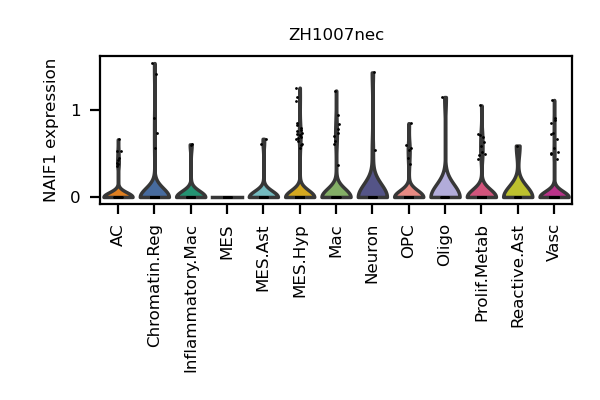 ZH1007nec
NAIF1 expression
1
0
AC
Chromatin.Reg
Inflammatory.Mac
MES
MES.Ast
MES.Hyp
Mac
Neuron
OPC
Oligo
Prolif.Metab
Reactive.Ast
Vasc